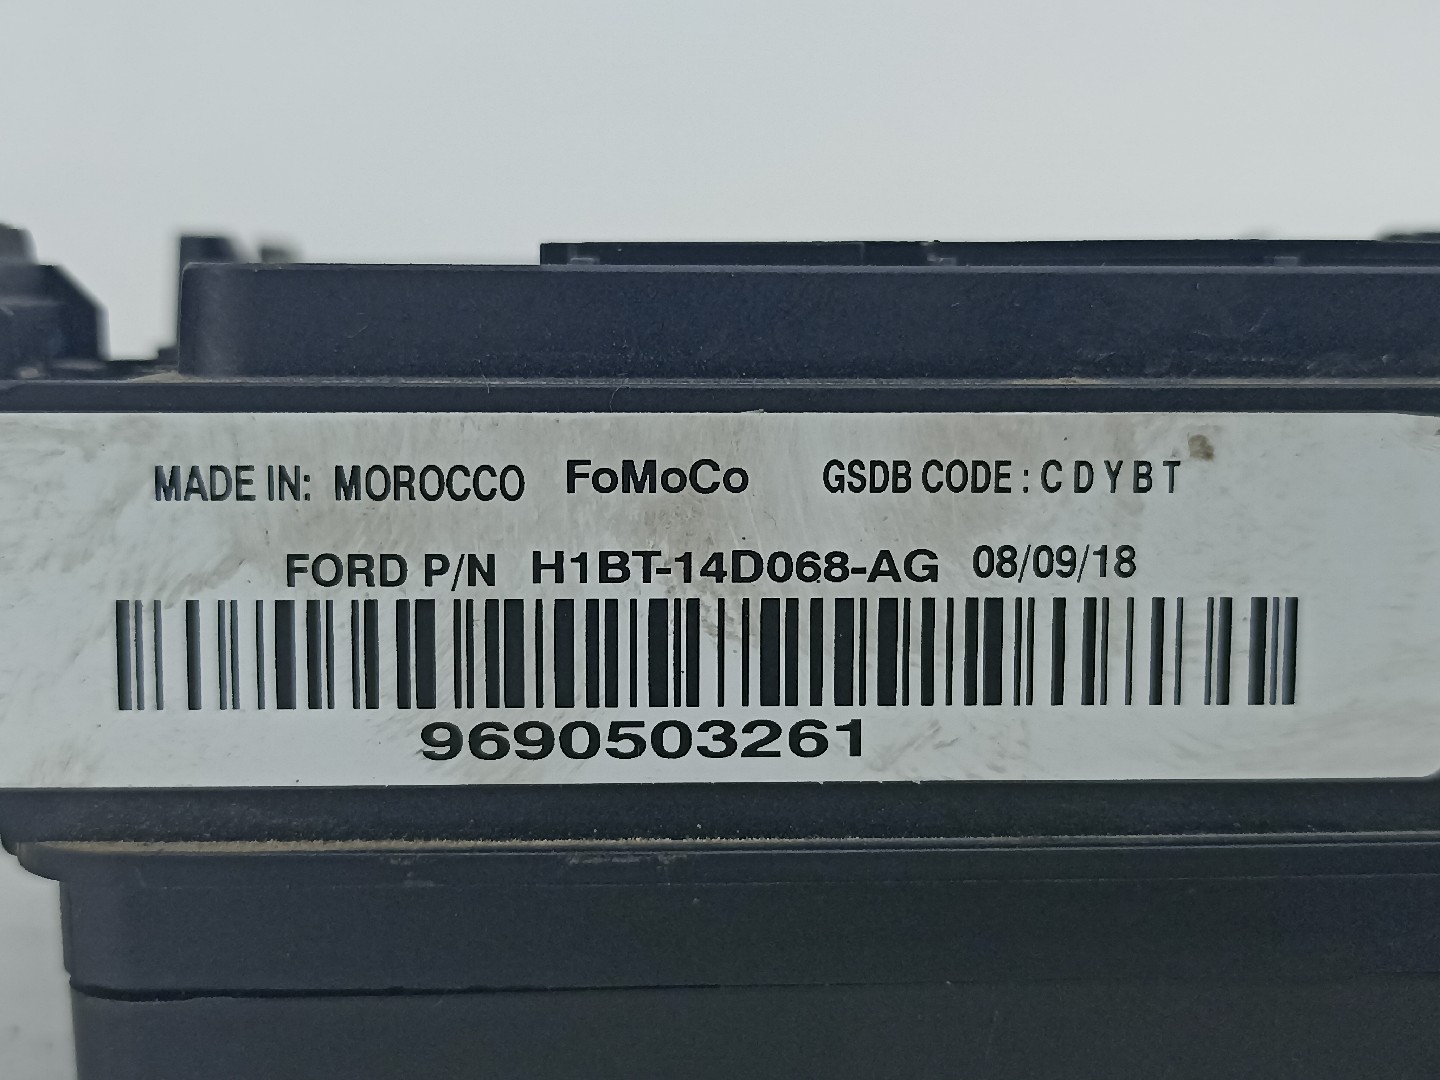 MADE IN: MOROCCO FoMoCo GSDB CODE : C D Y B T
FORD P/N H1BT-14D068-AG 08/09/18
9690503261